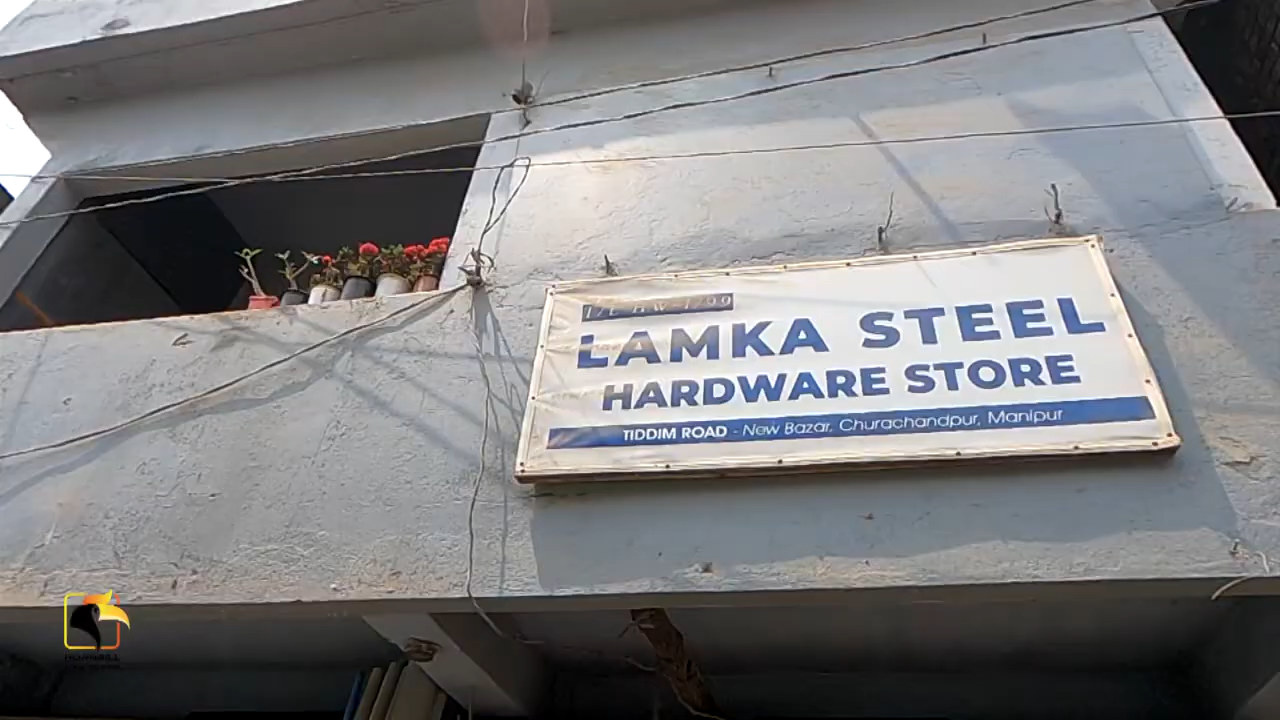 LAMKA STEEL
HARDWARE STORE
TIDDIM ROAD - New Bazar, Churachandpur, Manipur